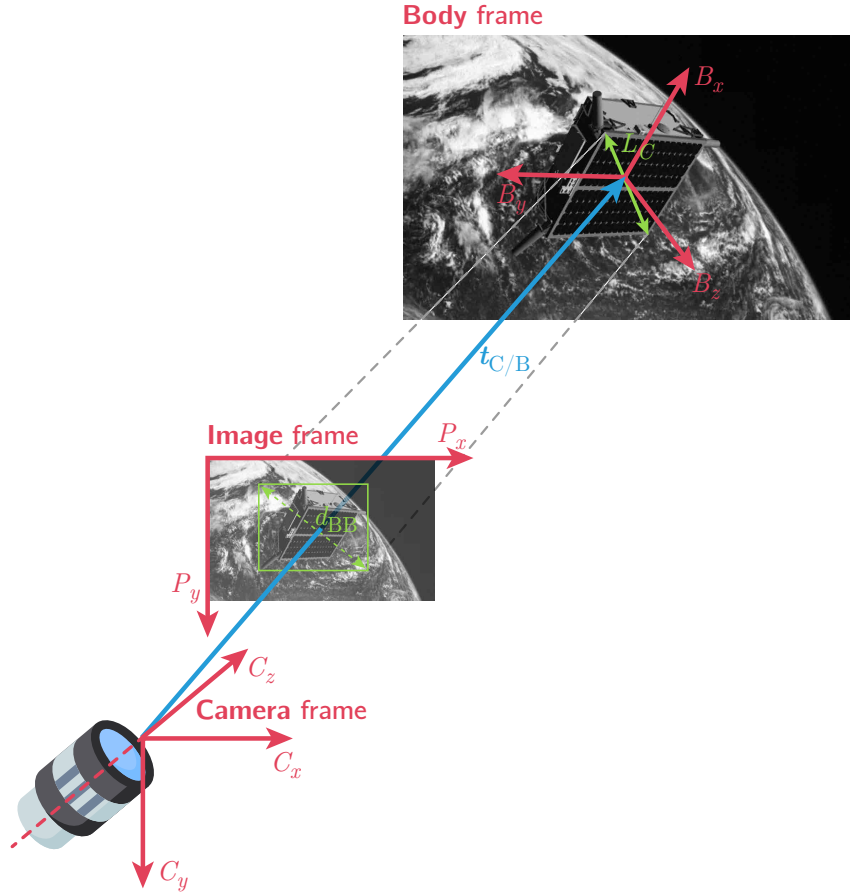 Body frame
B_x
L_C
B_y
B_z
t_C/B
Image frame
P_x
d_BB
P_y
C_z
Camera frame
C_x
C_y